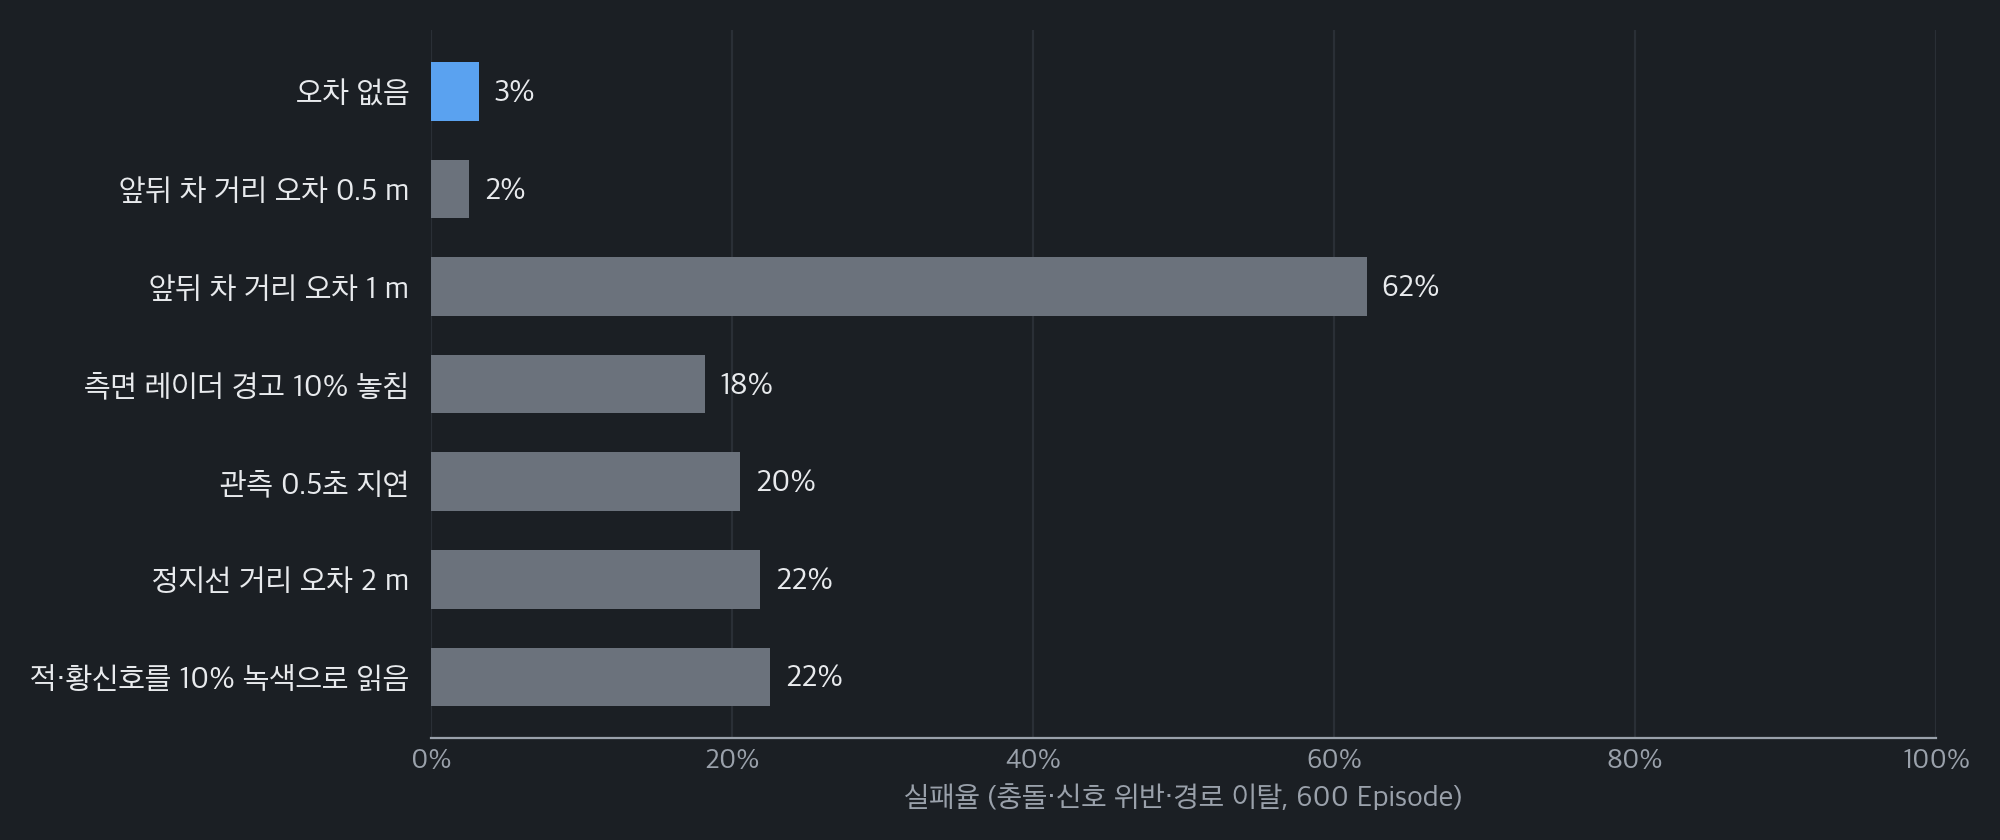 오차 없음 3%
앞뒤 차 거리 오차 0.5 m 2%
앞뒤 차 거리 오차 1 m 62%
측면 레이더 경고 10% 놓침 18%
관측 0.5초 지연 20%
정지선 거리 오차 2 m 22%
적·황신호를 10% 녹색으로 읽음 22%
0% 20% 40% 60% 80% 100%
실패율 (충돌·신호 위반·경로 이탈, 600 Episode)